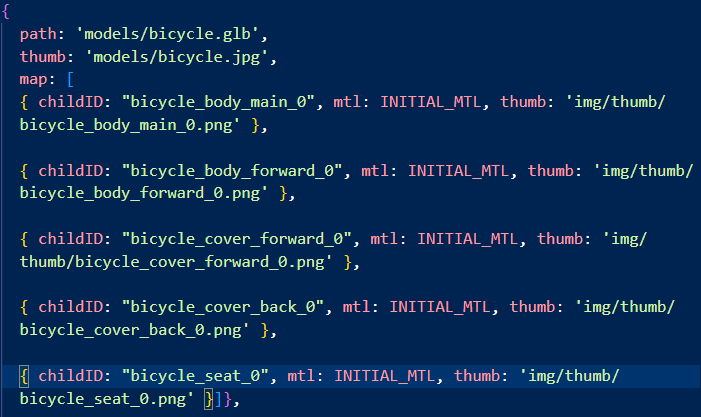 {
path: 'models/bicycle.glb',
thumb: 'models/bicycle.jpg',
map: [
{ childID: "bicycle_body_main_0", mtl: INITIAL_MTL, thumb: 'img/thumb/
bicycle_body_main_0.png' },
{ childID: "bicycle_body_forward_0", mtl: INITIAL_MTL, thumb: 'img/thumb/
bicycle_body_forward_0.png' },
{ childID: "bicycle_cover_forward_0", mtl: INITIAL_MTL, thumb: 'img/
thumb/bicycle_cover_forward_0.png' },
{ childID: "bicycle_cover_back_0", mtl: INITIAL_MTL, thumb: 'img/thumb/
bicycle_cover_back_0.png' },
{ childID: "bicycle_seat_0", mtl: INITIAL_MTL, thumb: 'img/thumb/
bicycle_seat_0.png' }]},